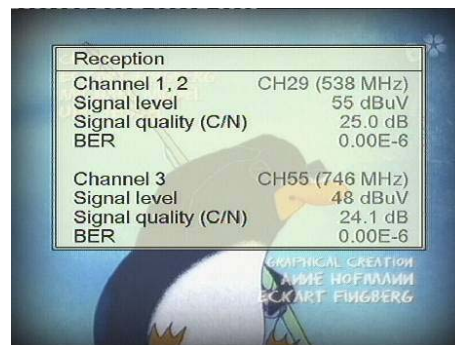 Reception
Channel 1, 2 CH29 (538 MHz)
Signal level 55 dBuV
Signal quality (C/N) 25.0 dB
BER 0.00E-6
Channel 3 CH55 (746 MHz)
Signal level 48 dBuV
Signal quality (C/N) 24.1 dB
BER 0.00E-6
GRAPHICAL CREATION
ANNE HOFMANN
ECKART FINGBERG